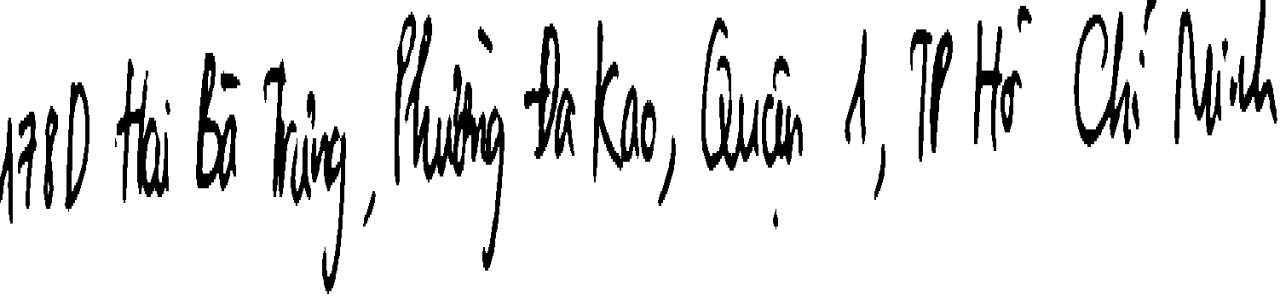 178D Hai Bà Trưng, Phường Đa Kao, Quận 1, TP Hồ Chí Minh